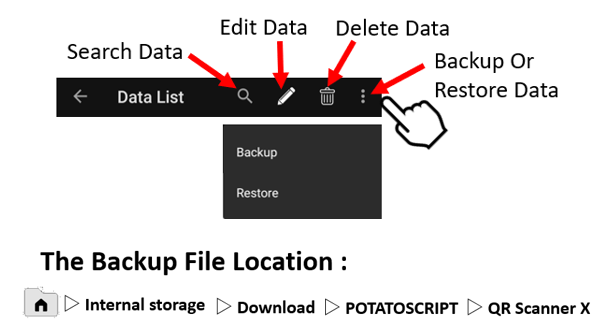 Edit Data
Delete Data
Search Data
Backup Or
Restore Data
Data List
Backup
Restore
The Backup File Location :
Internal storage ▷ Download ▷ POTATOSCRIPT ▷ QR Scanner X